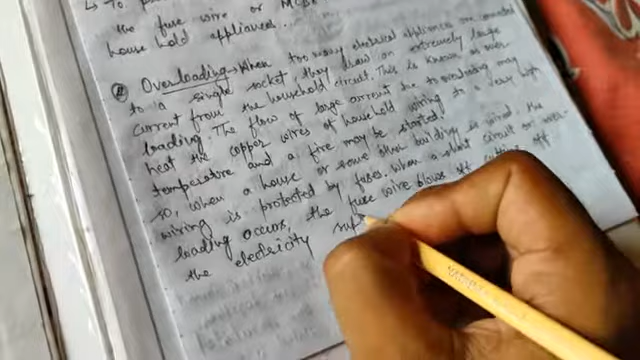 ↳ To
the fuse wire or MCB
house hold appliances.
Overloading → When too many electrical appliances are connected
to a single socket they draw an extremely large
current from the household circuit. This is known as over
loading. The flow of large current due to overloading may
heat the copper wires of household wiring to a very high
temperature and a fire may be started.
so, when a house or some other building is wired the
wiring is protected by fuses. When a short circuit or over-
loading occurs, the fuse wire blows off cutting off
the electricity sup